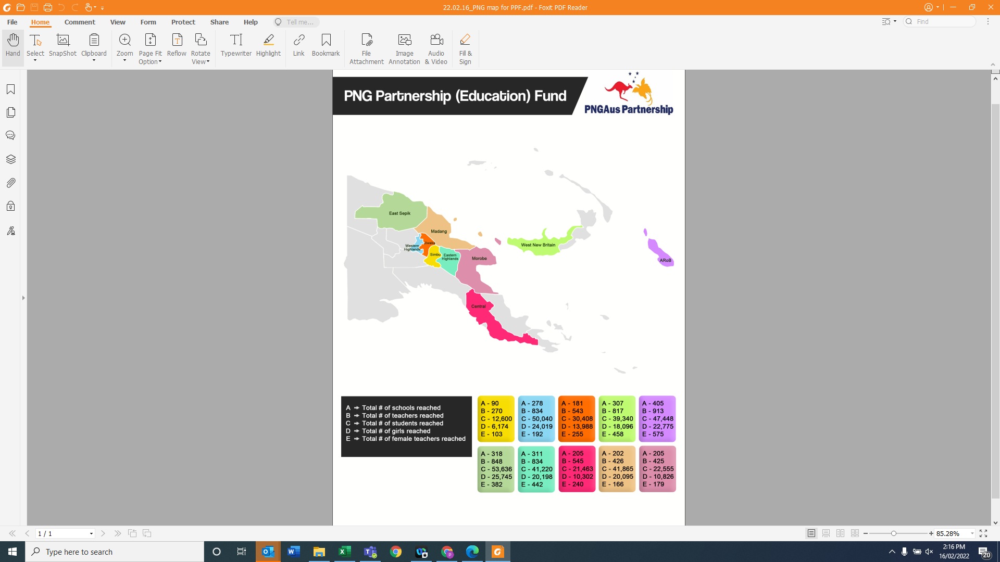 22.02.16_PNG map for PPF.pdf - Foxit PDF Reader
File Home Comment View Form Protect Share Help Tell me... Find
Hand Select SnapShot Clipboard Zoom Page Fit Option Reflow Rotate View Typewriter Highlight Link Bookmark File Attachment Image Annotation Audio & Video Fill & Sign
PNG Partnership (Education) Fund
PNGAus Partnership
East Sepik
Madang
Jiwaka
Western Highlands
Simbu
Eastern Highlands
Morobe
West New Britain
ARoB
Central
A ➔ Total # of schools reached
B ➔ Total # of teachers reached
C ➔ Total # of students reached
D ➔ Total # of girls reached
E ➔ Total # of female teachers reached
A - 90
B - 270
C - 12,600
D - 6,174
E - 103
A - 278
B - 834
C - 50,040
D - 24,019
E - 192
A - 181
B - 543
C - 30,408
D - 13,988
E - 255
A - 307
B - 817
C - 39,340
D - 18,096
E - 458
A - 405
B - 913
C - 47,448
D - 22,775
E - 575
A - 318
B - 848
C - 53,636
D - 25,745
E - 382
A - 311
B - 834
C - 41,220
D - 20,198
E - 442
A - 205
B - 545
C - 21,463
D - 10,302
E - 240
A - 202
B - 426
C - 41,865
D - 20,095
E - 166
A - 205
B - 425
C - 22,555
D - 10,826
E - 179
1 / 1
85.28%
Type here to search
2:16 PM
16/02/2022
20